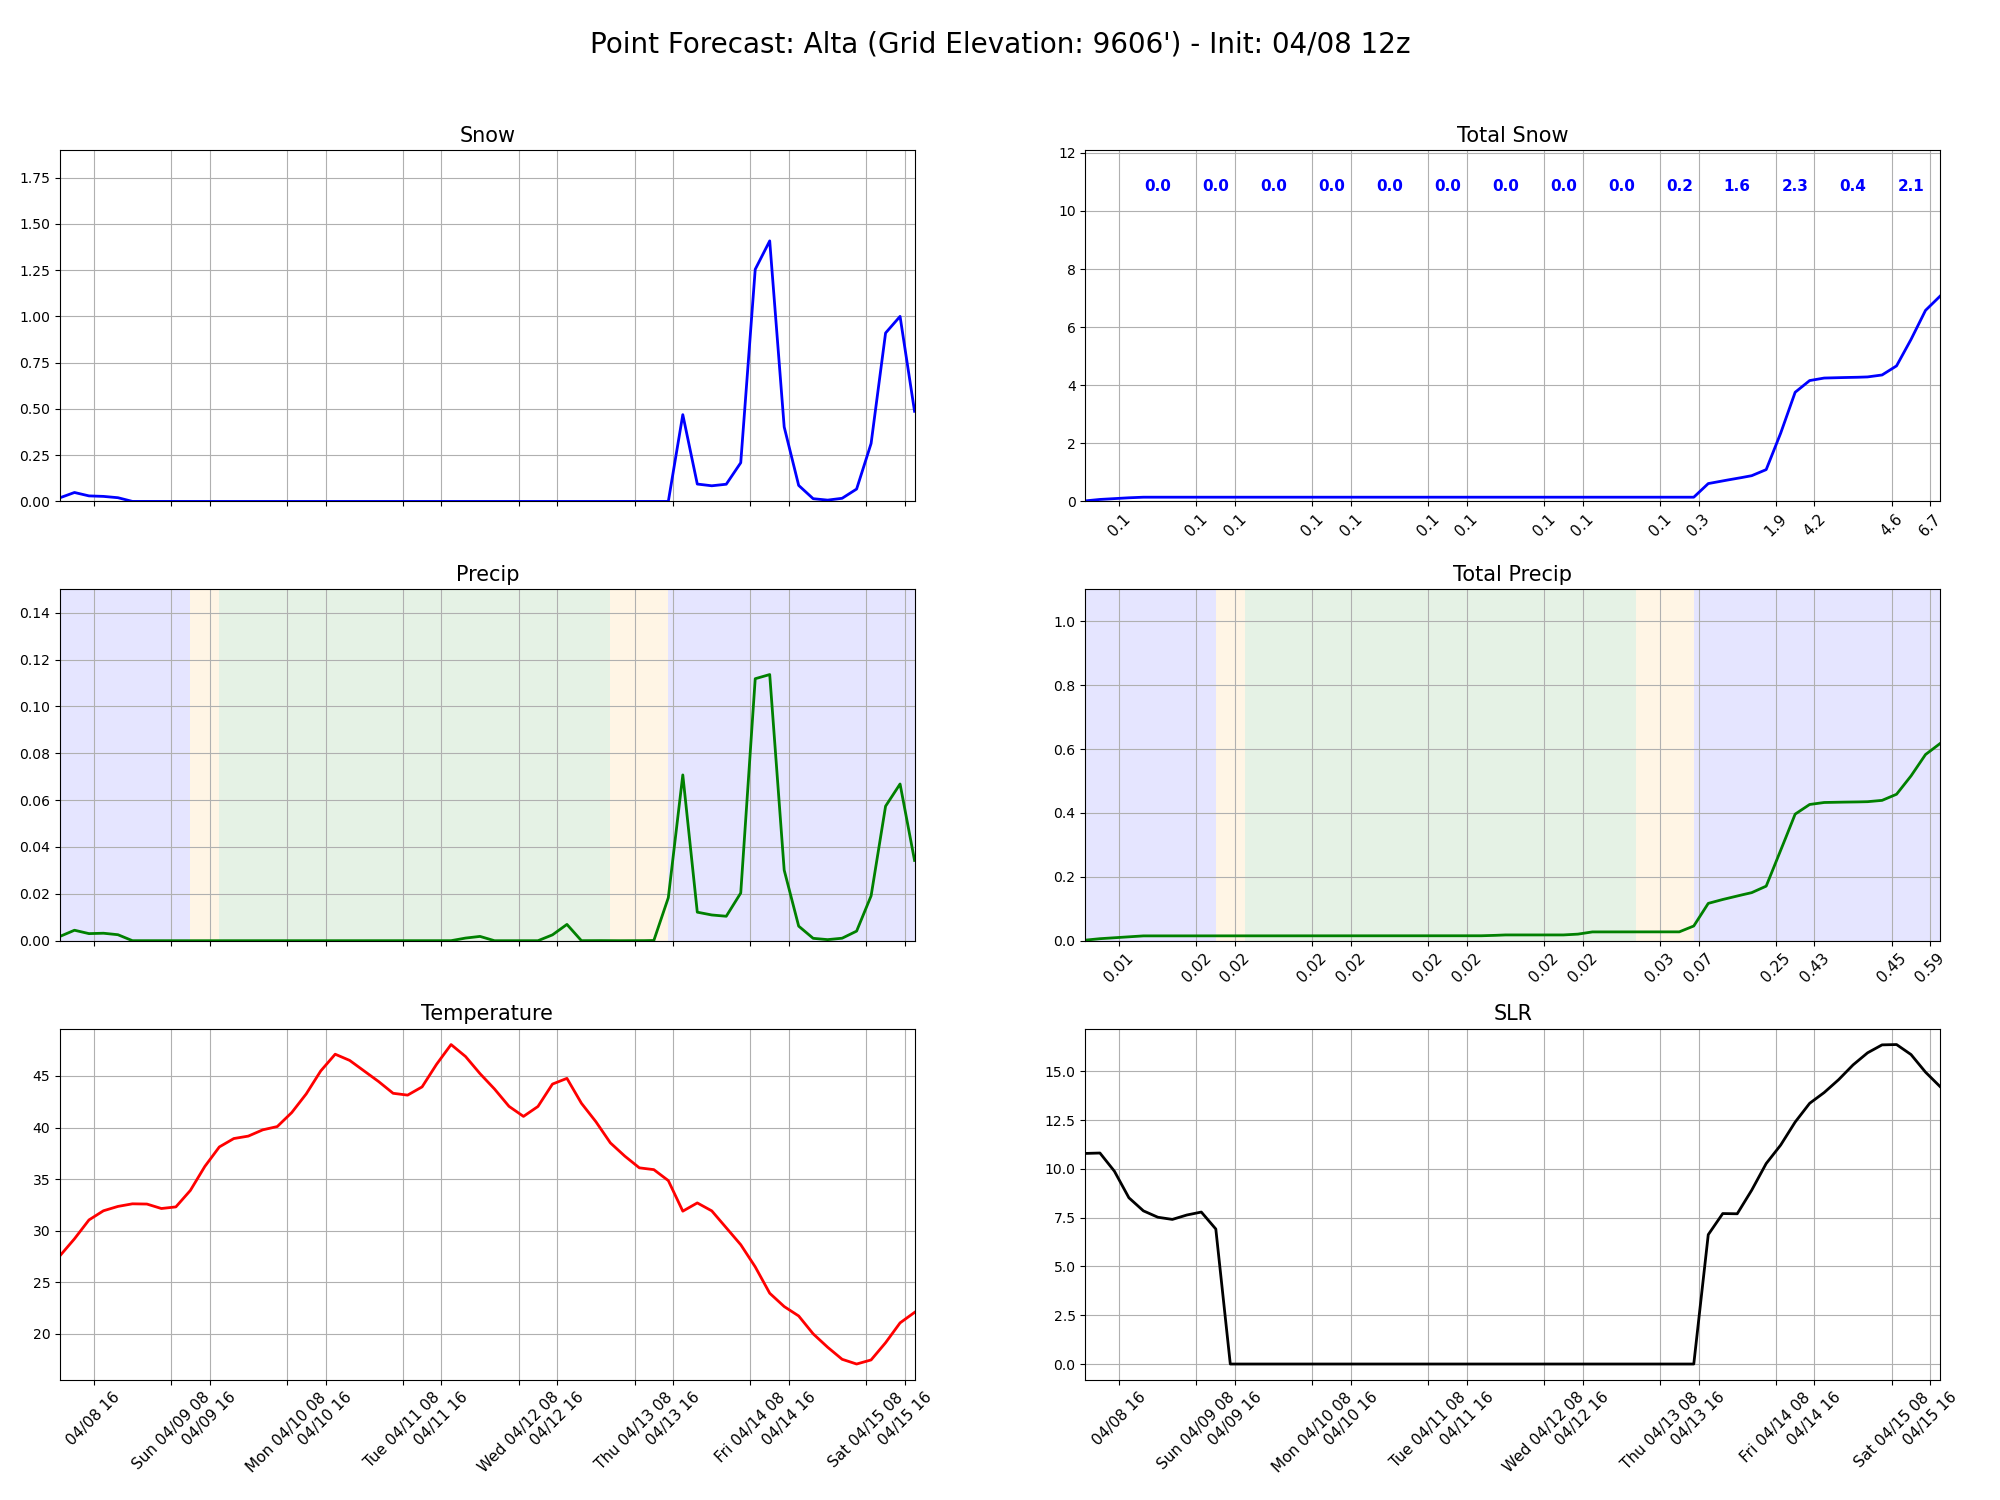 Point Forecast: Alta (Grid Elevation: 9606') - Init: 04/08 12z
Snow
1.75
1.50
1.25
1.00
0.75
0.50
0.25
0.00
Total Snow
12
10
8
6
4
2
0
0.0 0.0 0.0 0.0 0.0 0.0 0.0 0.0 0.0 0.2 1.6 2.3 0.4 2.1
0.1 0.1 0.1 0.1 0.1 0.1 0.1 0.1 0.1 0.1 0.3 1.9 4.2 4.6 6.7
Precip
0.14
0.12
0.10
0.08
0.06
0.04
0.02
0.00
Total Precip
1.0
0.8
0.6
0.4
0.2
0.0
0.01 0.02 0.02 0.02 0.02 0.02 0.02 0.02 0.02 0.03 0.07 0.25 0.43 0.45 0.59
Temperature
45
40
35
30
25
20
04/08 16
Sun 04/09 08
04/09 16
Mon 04/10 08
04/10 16
Tue 04/11 08
04/11 16
Wed 04/12 08
04/12 16
Thu 04/13 08
04/13 16
Fri 04/14 08
04/14 16
Sat 04/15 08
04/15 16
SLR
15.0
12.5
10.0
7.5
5.0
2.5
0.0
04/08 16
Sun 04/09 08
04/09 16
Mon 04/10 08
04/10 16
Tue 04/11 08
04/11 16
Wed 04/12 08
04/12 16
Thu 04/13 08
04/13 16
Fri 04/14 08
04/14 16
Sat 04/15 08
04/15 16